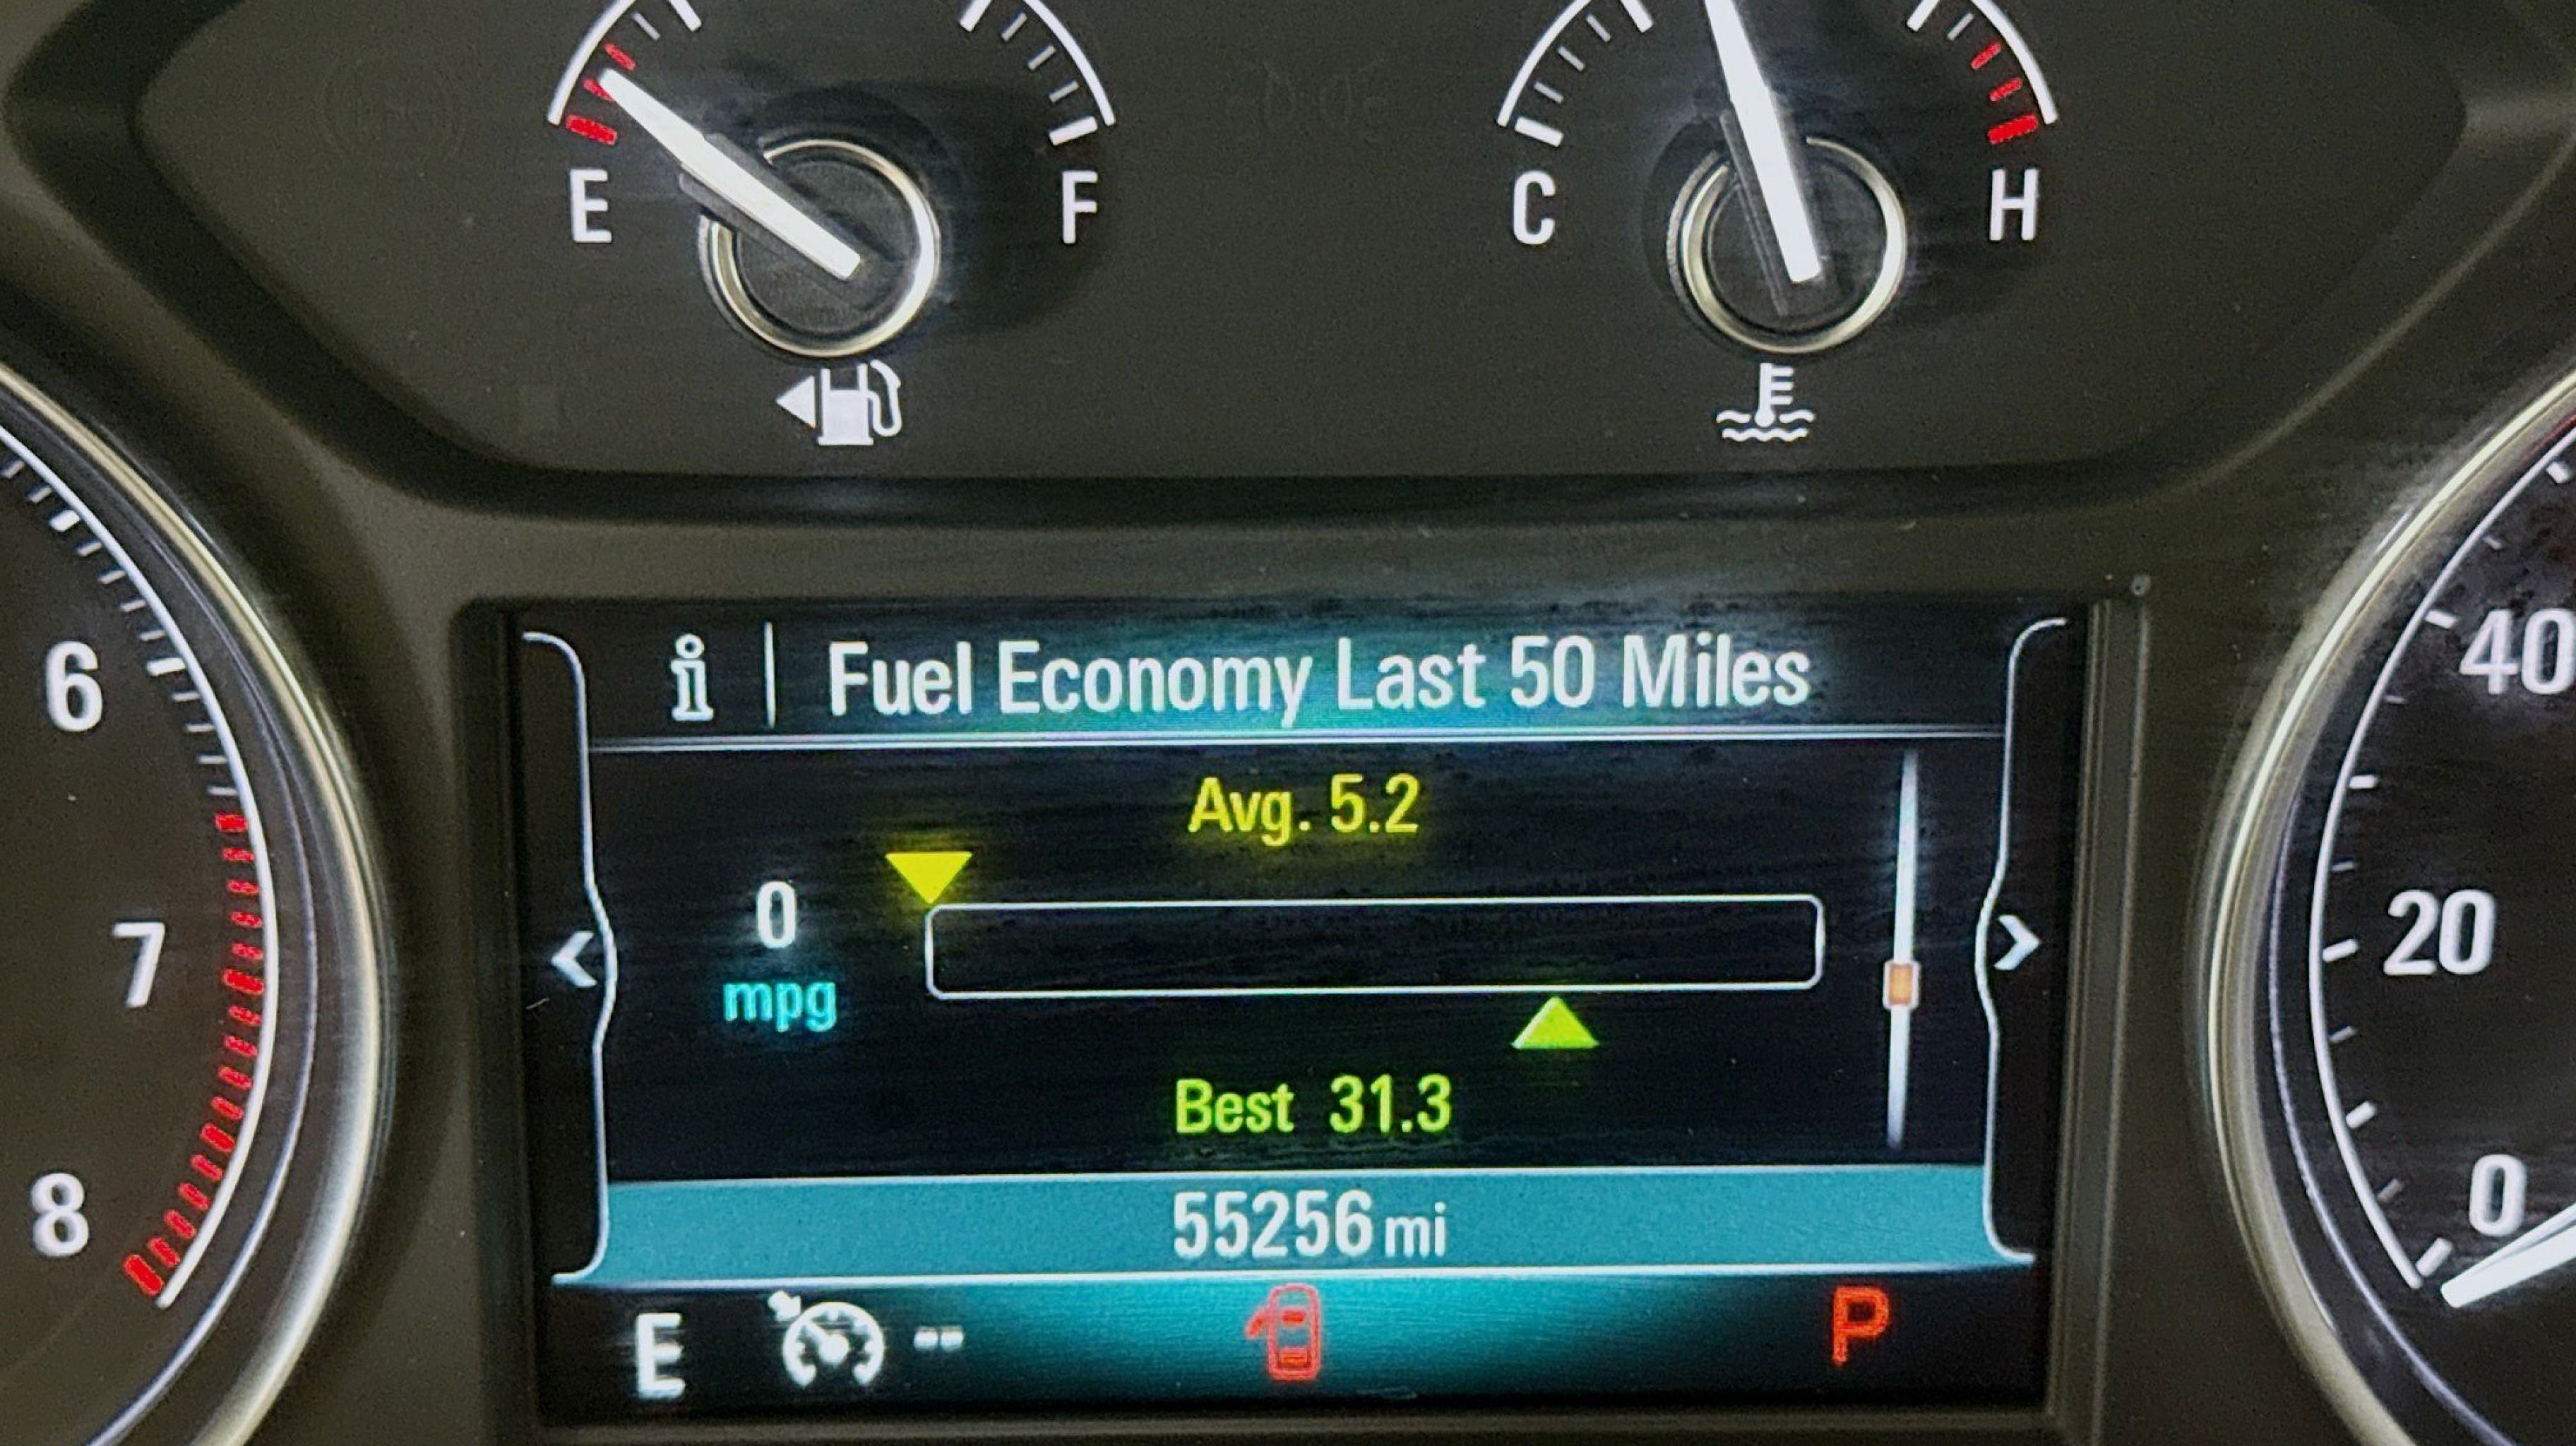 E F
C H
6
7
8
40
20
0
i | Fuel Economy Last 50 Miles
Avg. 5.2
0
mpg
Best 31.3
55256 mi
E -- P